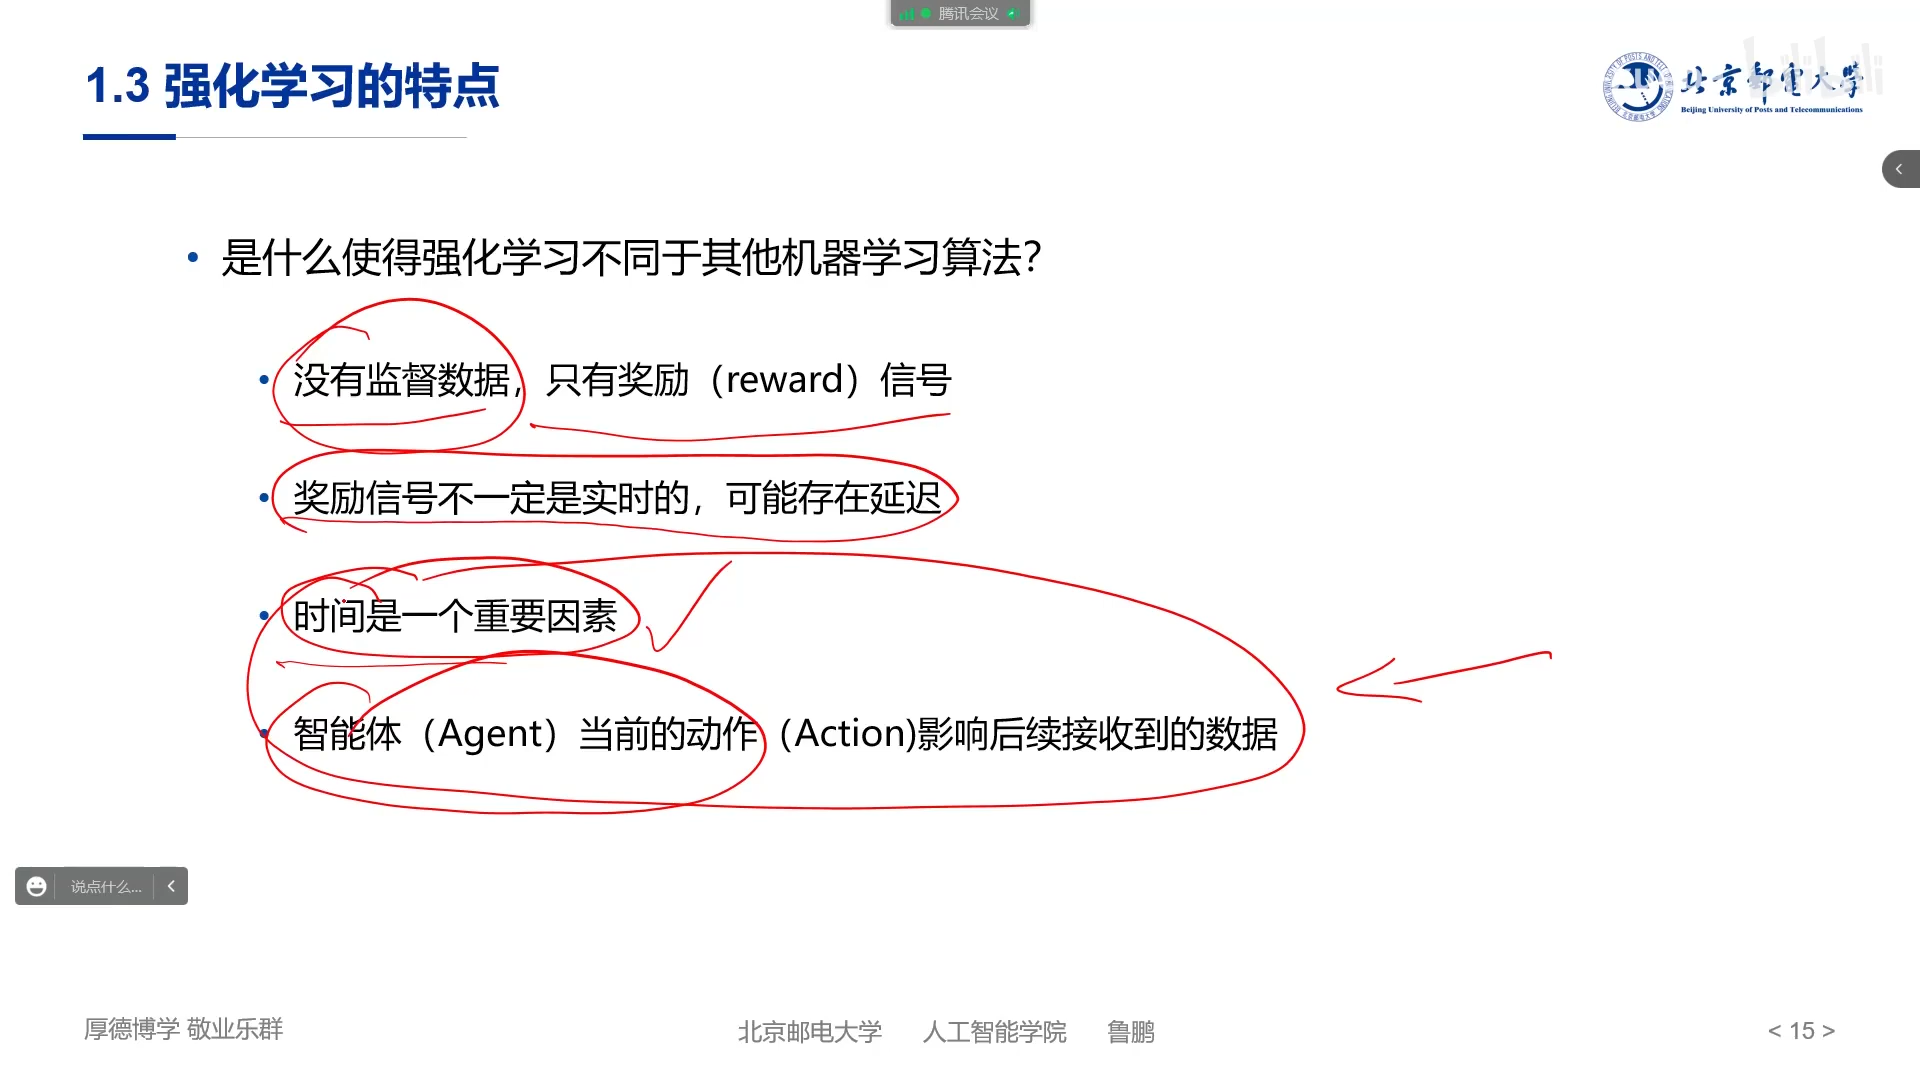 腾讯会议
1.3 强化学习的特点
北京邮电大学
Beijing University of Posts and Telecommunications
• 是什么使得强化学习不同于其他机器学习算法?
• 没有监督数据，只有奖励（reward）信号
• 奖励信号不一定是实时的，可能存在延迟
• 时间是一个重要因素
• 智能体（Agent）当前的动作（Action)影响后续接收到的数据
说点什么...
厚德博学 敬业乐群
北京邮电大学 人工智能学院 鲁鹏
< 15 >